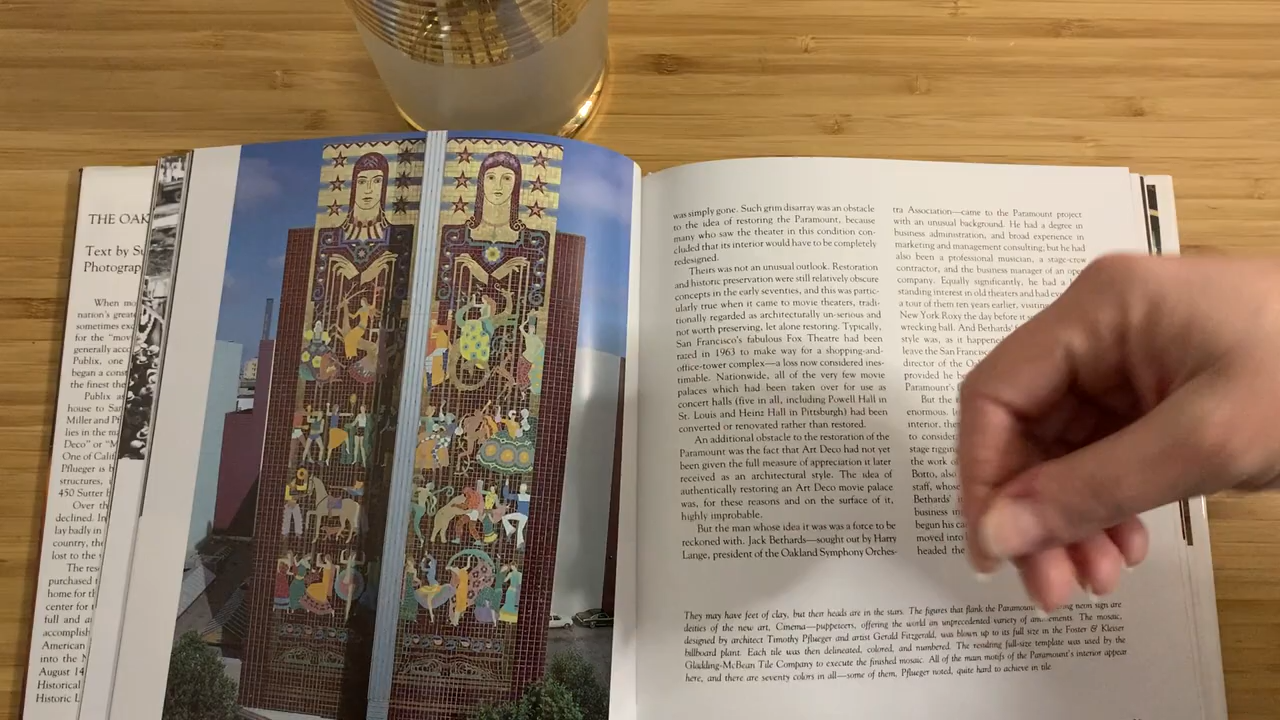 THE OAK
Text by Su
Photograp
When mo
nation's great
sometimes exc
for the "mov
generally acc
Publix, one
began a const
the finest the
Publix as
house to San
Miller and Pf
lies in the ma
Deco" or "M
One of Calif
Pflueger is b
structures,
450 Sutter
Over th
declined. In
lay badly in
country, the
lost to the
The res
purchased
home for th
center for
full and a
accomplish
American
into the N
August 14
Historical
Historic L
was simply gone. Such grim disarray was an obstacle
to the idea of restoring the Paramount, because
many who saw the theater in this condition con-
cluded that its interior would have to be completely
redesigned.
Theirs was not an unusual outlook. Restoration
and historic preservation were still relatively obscure
concepts in the early seventies, and this was partic-
ularly true when it came to movie theaters, tradi-
tionally regarded as architecturally un-serious and
not worth preserving, let alone restoring. Typically,
San Francisco's fabulous Fox Theatre had been
razed in 1963 to make way for a shopping-and-
office-tower complex—a loss now considered ines-
timable. Nationwide, all of the very few movie
palaces which had been taken over for use as
concert halls (five in all, including Powell Hall in
St. Louis and Heinz Hall in Pittsburgh) had been
converted or renovated rather than restored.
An additional obstacle to the restoration of the
Paramount was the fact that Art Deco had not yet
been given the full measure of appreciation it later
received as an architectural style. The idea of
authentically restoring an Art Deco movie palace
was, for these reasons and on the surface of it,
highly improbable.
But the man whose idea it was was a force to be
reckoned with. Jack Bethards—sought out by Harry
Lange, president of the Oakland Symphony Orches-
tra Association—came to the Paramount project
with an unusual background. He had a degree in
business administration, and broad experience in
marketing and management consulting, but he had
also been a professional musician, a stage-crew
contractor, and the business manager of an ope
company. Equally significantly, he had a l
standing interest in old theaters and had ev
a tour of them ten years earlier, visiting
New York Roxy the day before it
wrecking ball. And Bethards'
style was, as it happened
leave the San Francisc
director of the Oak
provided he be
Paramount's
But the
enormous. I
interior, the
to consider
stage rigging
the work of
Botto, also
staff, whose
Bethards'
business in
begun his ca
moved into
headed the
They may have feet of clay, but their heads are in the stars. The figures that flank the Paramount neon sign are
deities of the new art, Cinema—puppeteers, offering the world an unprecedented variety of amusements. The mosaic,
designed by architect Timothy Pflueger and artist Gerald Fitzgerald, was blown up to its full size in the Foster & Kleiser
billboard plant. Each tile was then delineated, colored, and numbered. The resulting full-size template was used by the
Gladding-McBean Tile Company to execute the finished mosaic. All of the main motifs of the Paramount's interior appear
here, and there are seventy colors in all—some of them, Pflueger noted, quite hard to achieve in tile